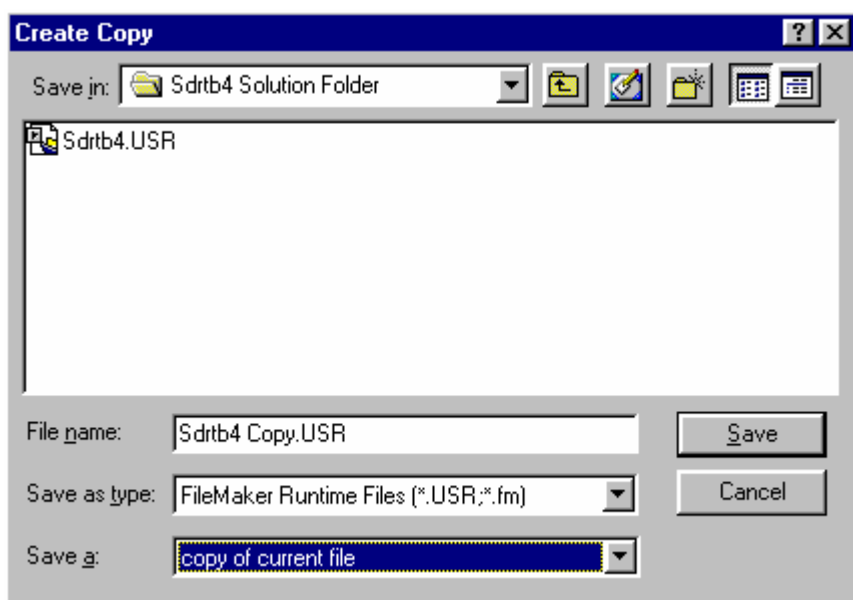 Create Copy
Save in: Sdrtb4 Solution Folder
Sdrtb4.USR
File name: Sdrtb4 Copy.USR Save
Save as type: FileMaker Runtime Files (*.USR;*.fm) Cancel
Save a: copy of current file